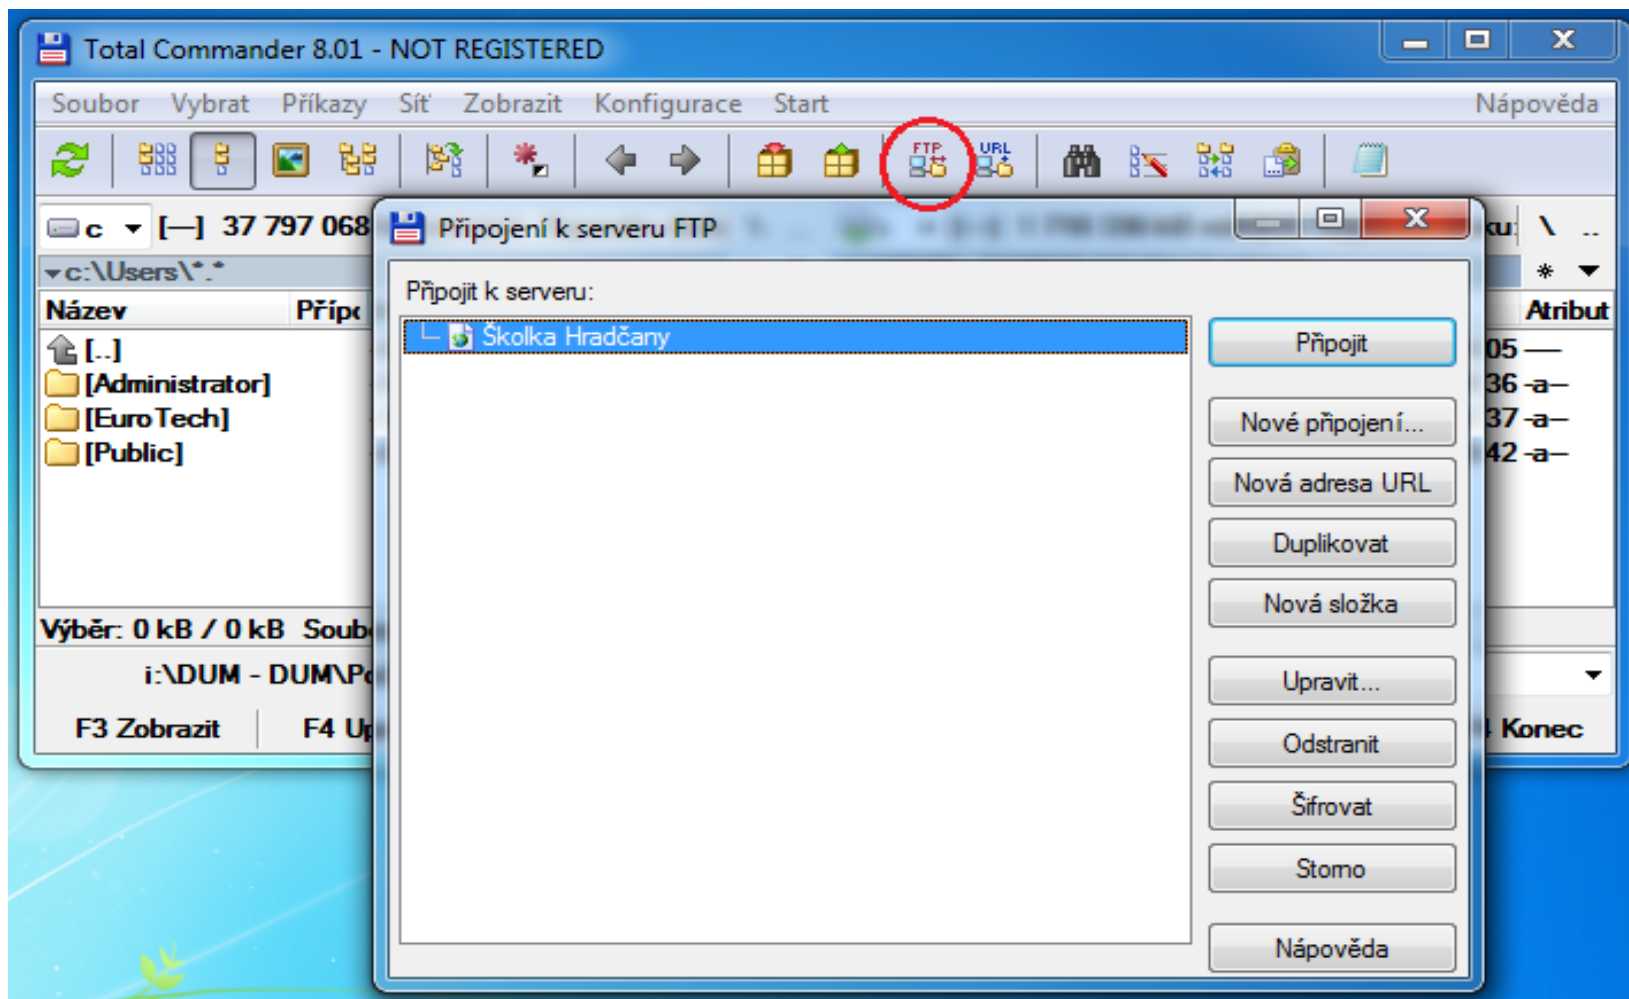 Total Commander 8.01 - NOT REGISTERED
Soubor Vybrat Příkazy Síť Zobrazit Konfigurace Start Nápověda
FTP URL
c [—] 37 797 068 \ ..
Připojení k serveru FTP
c:\Users\*.* *
Název Atribut
Připojit k serveru:
Školka Hradčany
Připojit
[..] 05 —
[Administrator] 36 -a–
[EuroTech] 37 -a–
[Public] 42 -a–
Nové připojení...
Nová adresa URL
Duplikovat
Nová složka
Výběr: 0 kB / 0 kB
i:\DUM - DUM\
Upravit...
F3 Zobrazit F4 Konec
Odstranit
Šifrovat
Storno
Nápověda